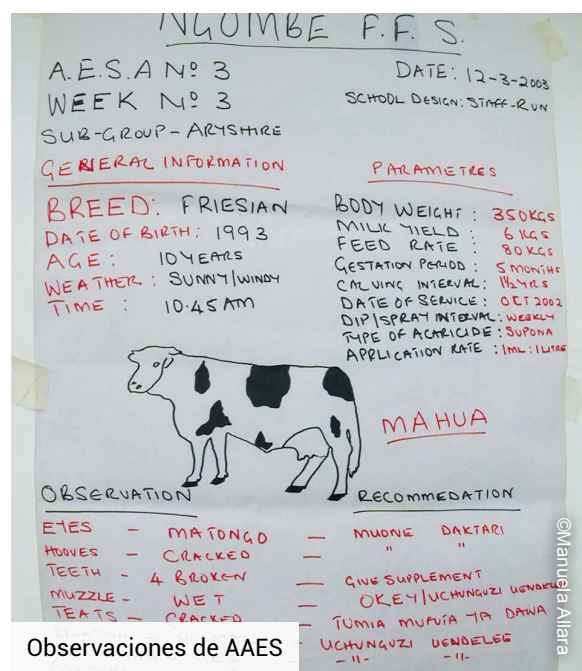 NGOMBE F.F.S.
A.E.S.A Nº 3
DATE: 12-3-2003
WEEK Nº 3
SCHOOL DESIGN: STAFF-RUN
SUB-GROUP-ARYSHIRE
GENERAL INFORMATION
BREED: FRIESIAN
DATE OF BIRTH: 1993
AGE: 10 YEARS
WEATHER: SUNNY/WINDY
TIME: 10.45 AM
PARAMETRES
BODY WEIGHT: 350KGS
MILK YIELD: 6 KGS
FEED RATE: 80 KGS
GESTATION PERIOD: 5 MONTHS
CALVING INTERVAL: 1½ YRS
DATE OF SERVICE: OCT 2002
DIP/SPRAY INTERVAL: WEEKLY
TYPE OF ACARICIDE: SUPONA
APPLICATION RATE: 1ML:1LITRE
MAHUA
OBSERVATION RECOMMEDATION
EYES - MATONGO - MUONE DAKTARI
HOOVES - CRACKED - " "
TEETH - 4 BROKEN - GIVE SUPPLEMENT
MUZZLE - WET - OKEY/UCHUNGUZI UENDELEE
TEATS - CRACKED - TUMIA MUFUTA YA DAWA
- UCHUNGUZI UENDELEE
-"- -"-
Observaciones de AAES
©Manuela Allara